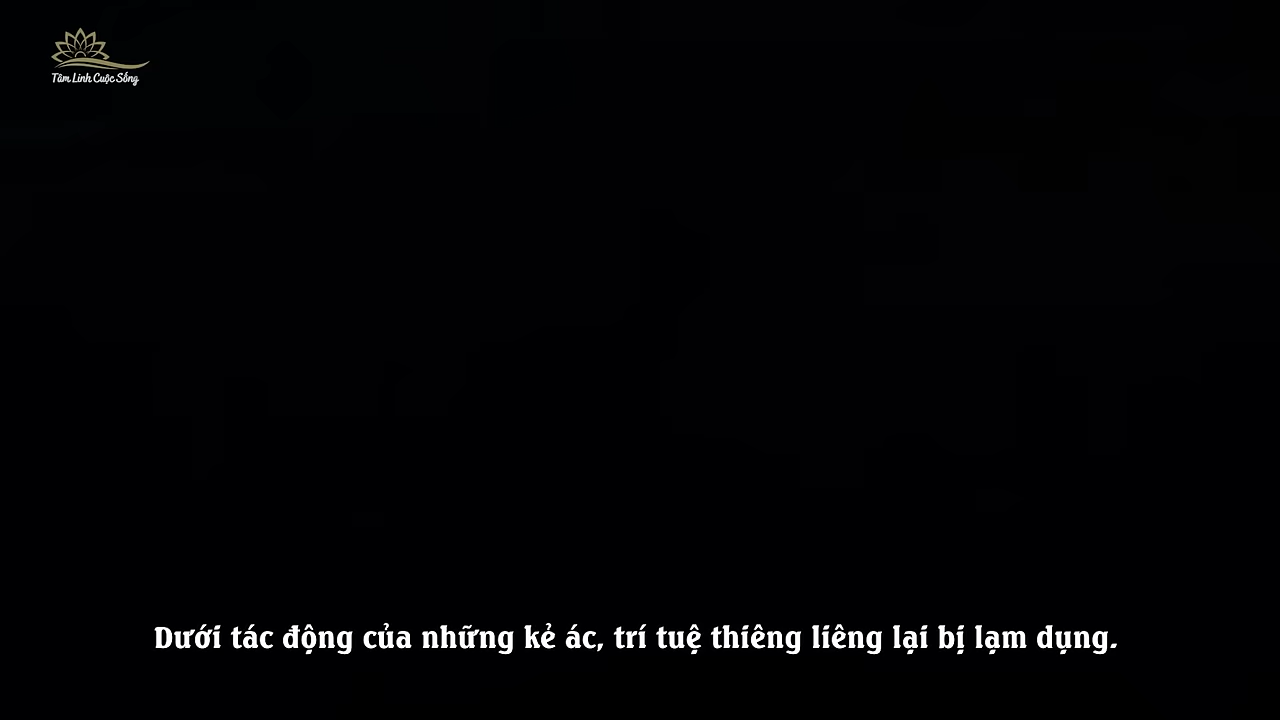 Tâm Linh Cuộc Sống
Dưới tác động của những kẻ ác, trí tuệ thiêng liêng lại bị lạm dụng.